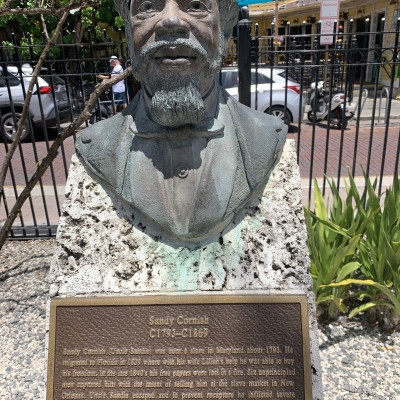 Sandy Cornish
C1793–C1869
Sandy Cornish (Uncle Sandie) was born a slave in Maryland about 1793. He
migrated to Florida in 1839 where with his wife Lillah's help he was able to buy
his freedom. In the late 1840's his free papers were lost in a fire. Six unprincipled
men captured him with the intent of selling him at the slave market in New
Orleans. Uncle Sandie escaped and to prevent recapture he inflicted severe